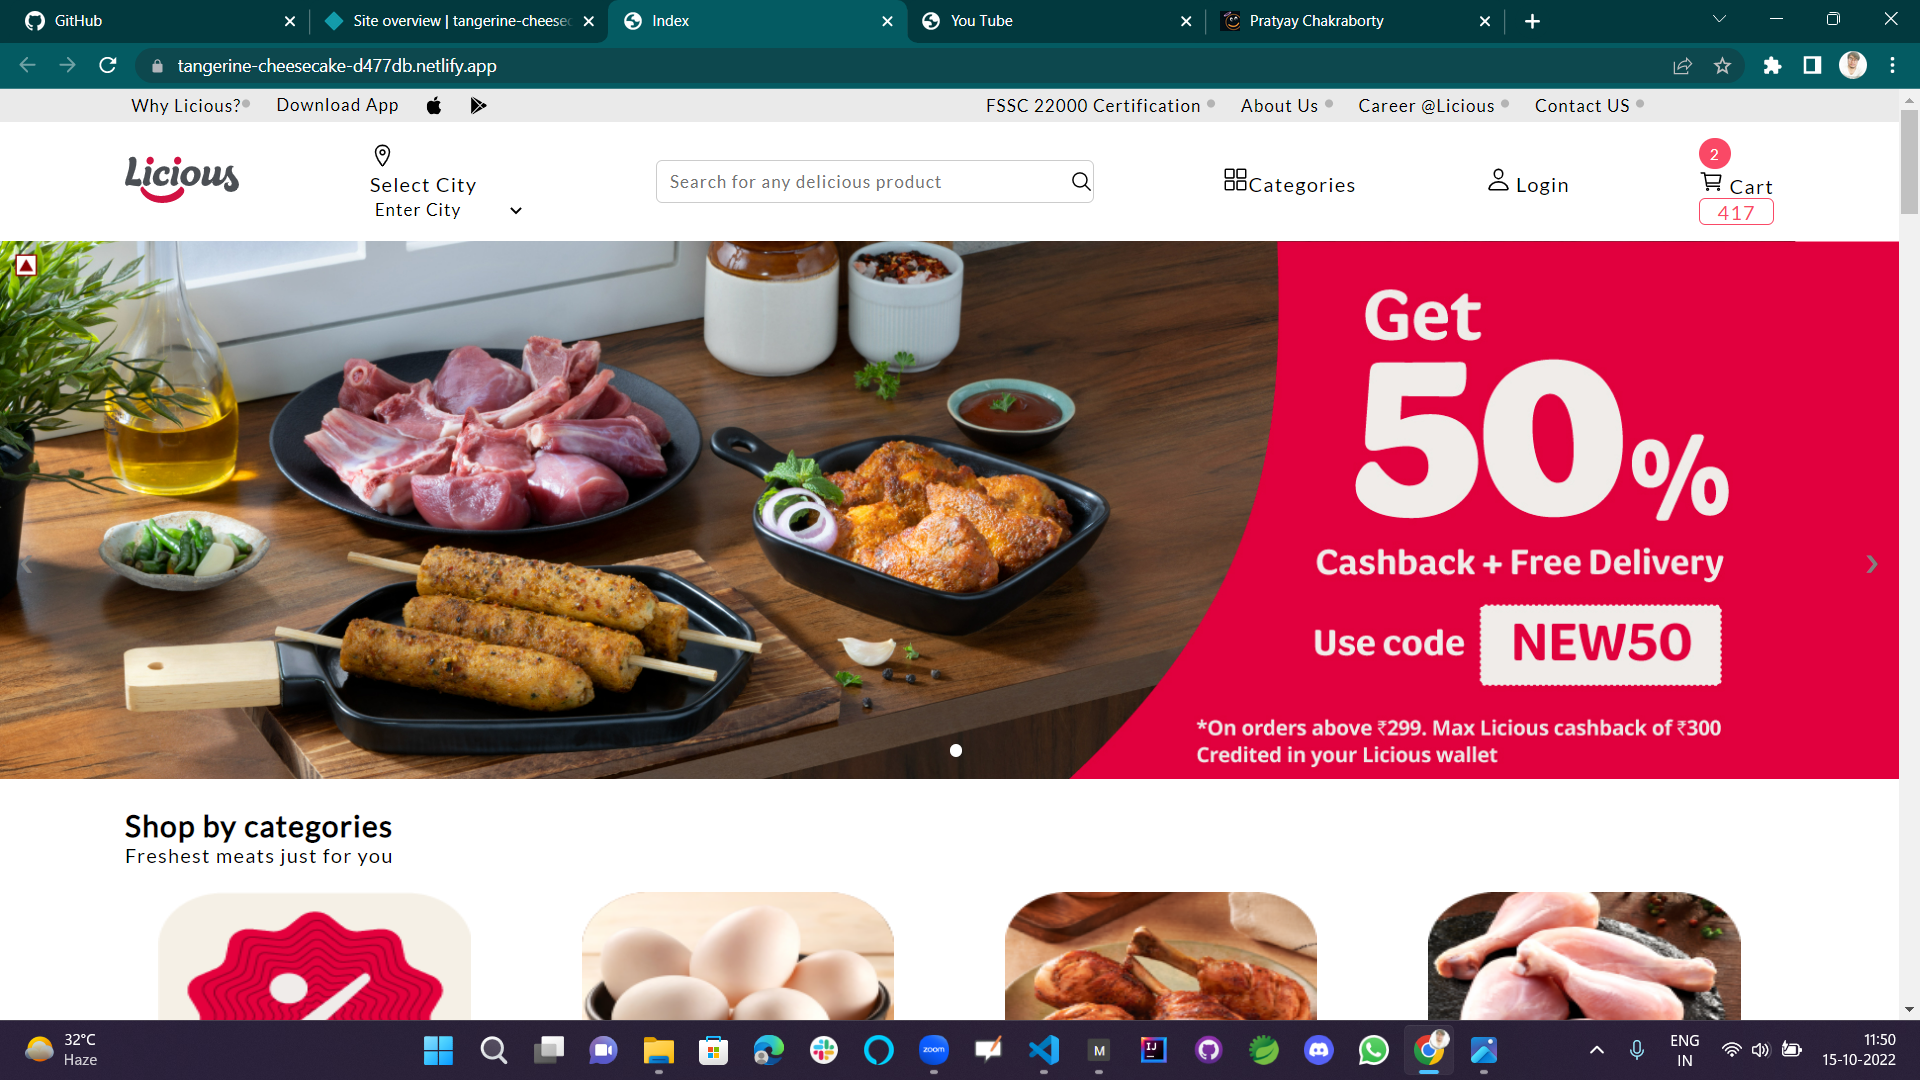 GitHub
Site overview | tangerine-cheesec
Index
You Tube
Pratyay Chakraborty
tangerine-cheesecake-d477db.netlify.app
Why Licious?
Download App
FSSC 22000 Certification
About Us
Career @Licious
Contact US
Licious
Select City
Enter City
Search for any delicious product
Categories
Login
2
Cart
417
Get
50%
Cashback + Free Delivery
Use code NEW50
*On orders above ₹299. Max Licious cashback of ₹300
Credited in your Licious wallet
Shop by categories
Freshest meats just for you
32°C
Haze
zoom
M
IJ
ENG
IN
11:50
15-10-2022